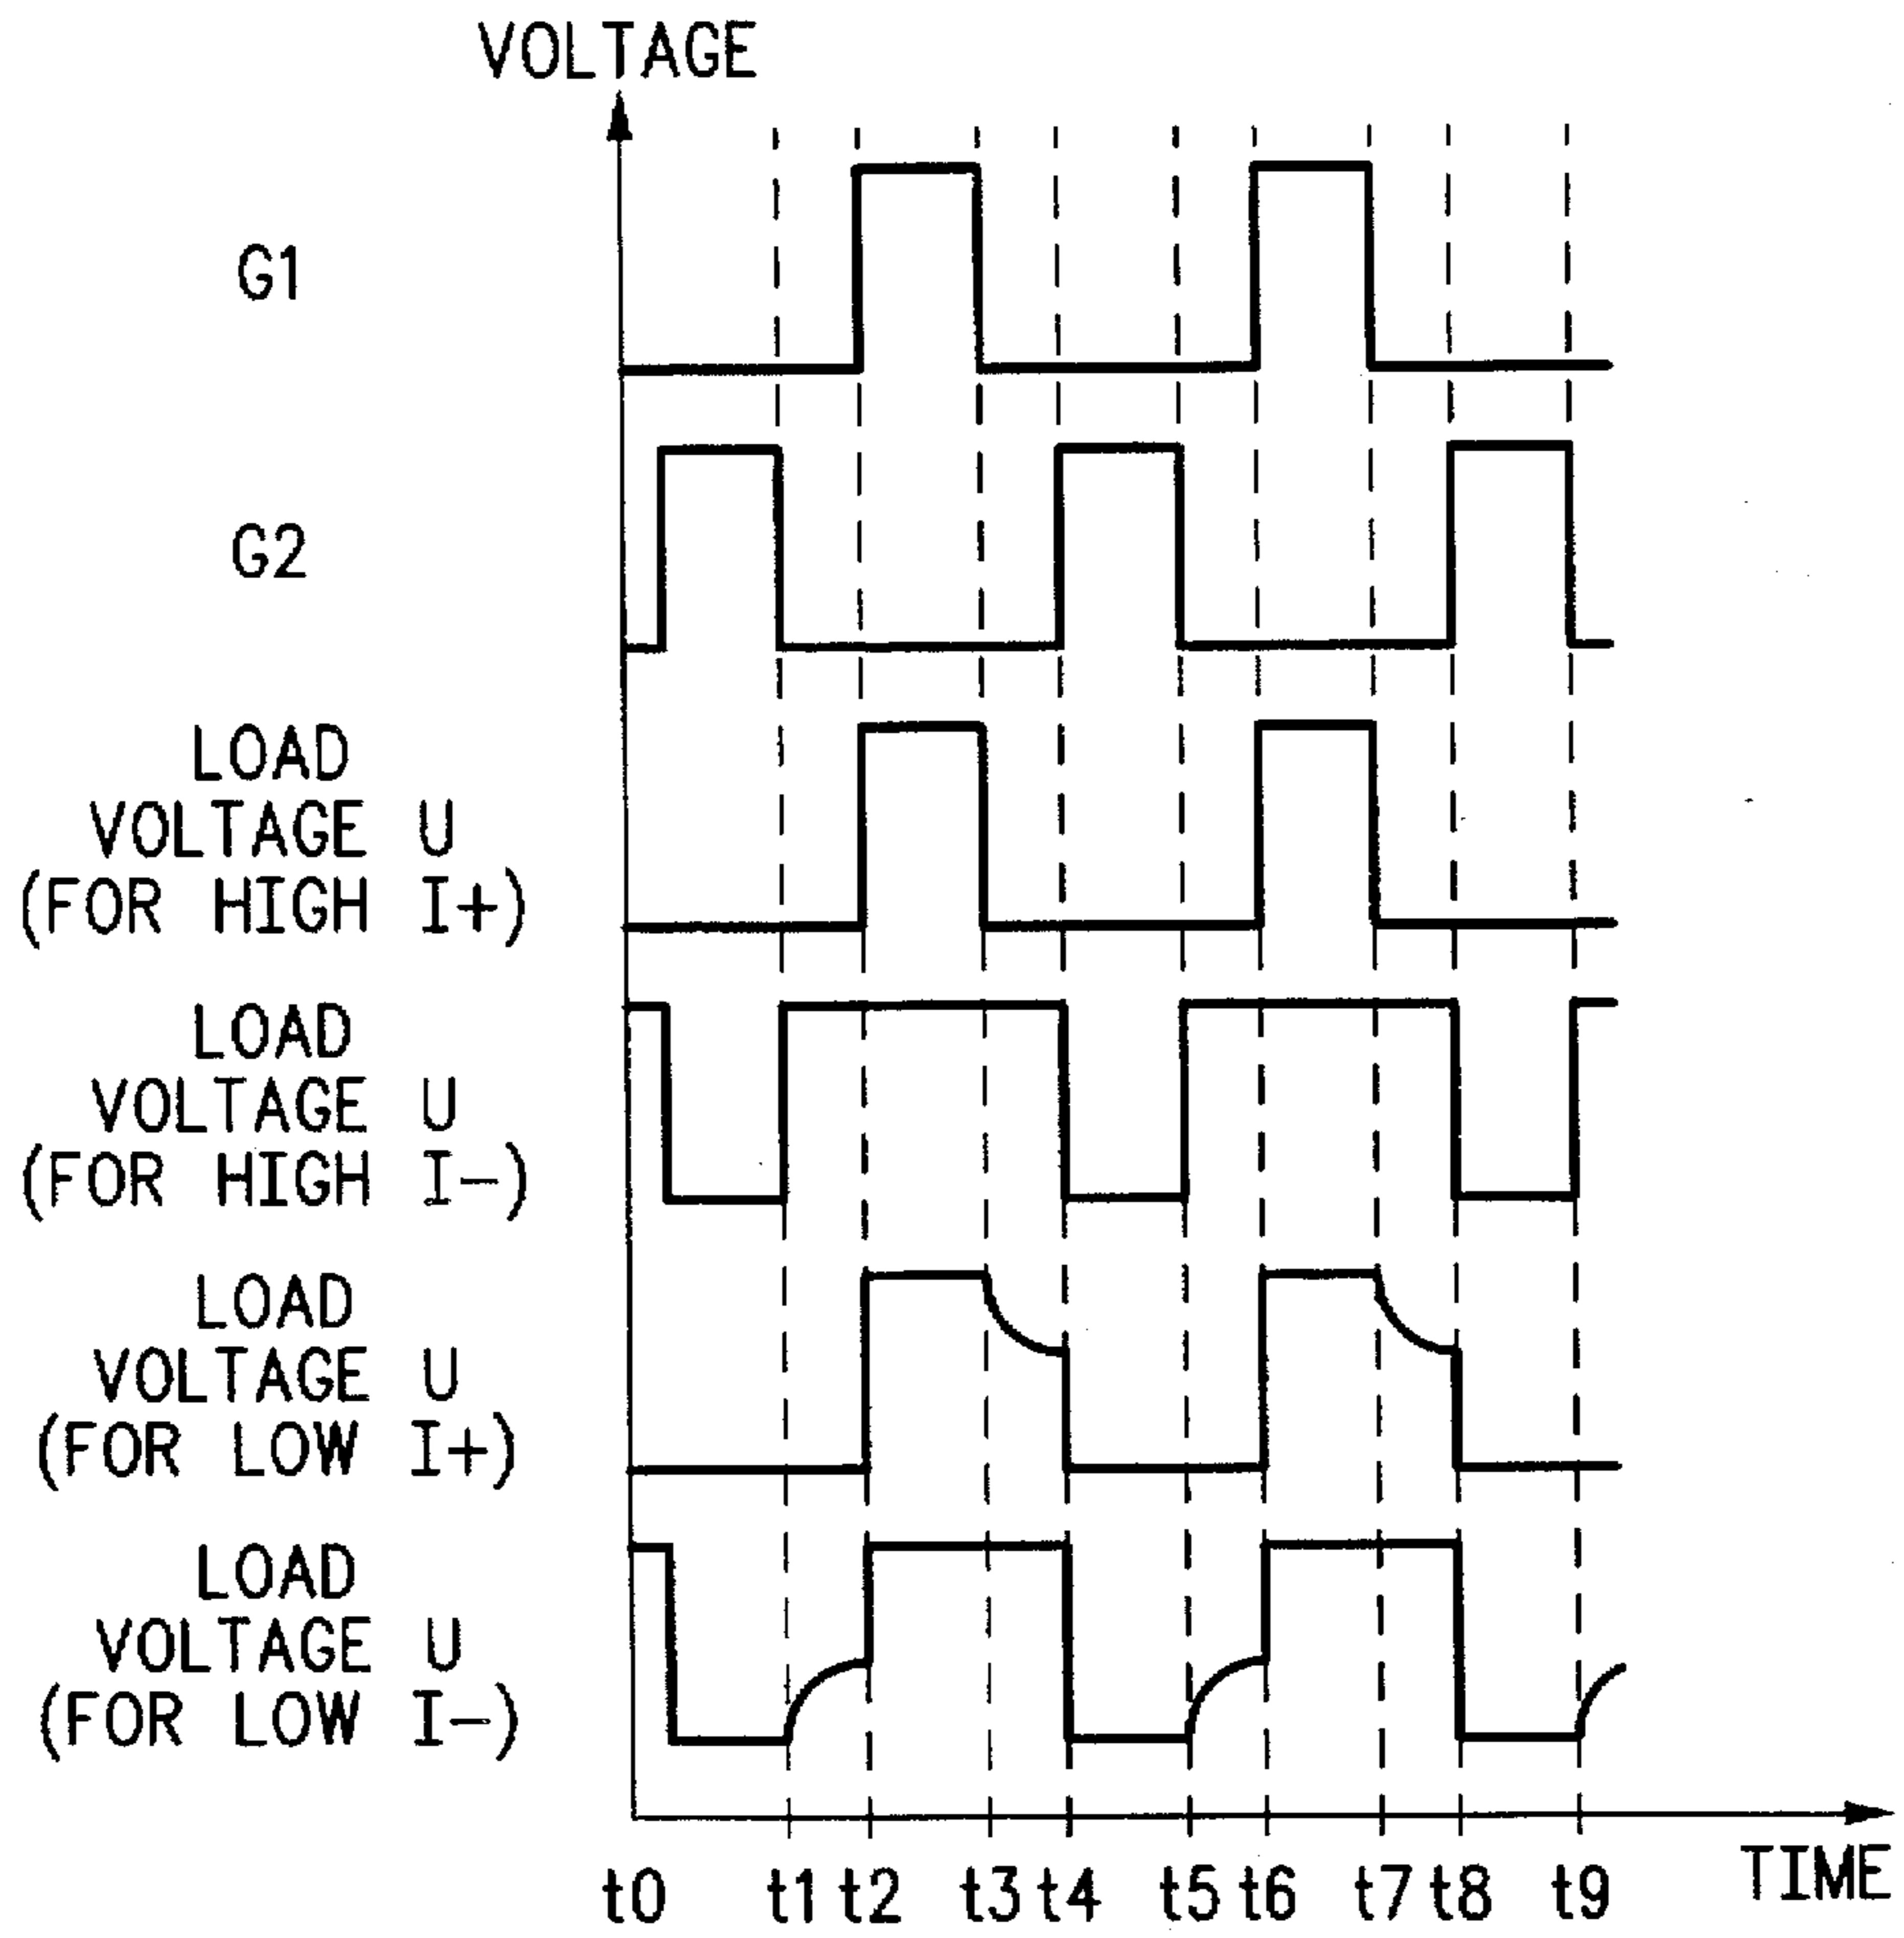 VOLTAGE
G1
G2
LOAD
VOLTAGE U
(FOR HIGH I+)
LOAD
VOLTAGE U
(FOR HIGH I-)
LOAD
VOLTAGE U
(FOR LOW I+)
LOAD
VOLTAGE U
(FOR LOW I-)
t0 t1 t2 t3 t4 t5 t6 t7 t8 t9
TIME